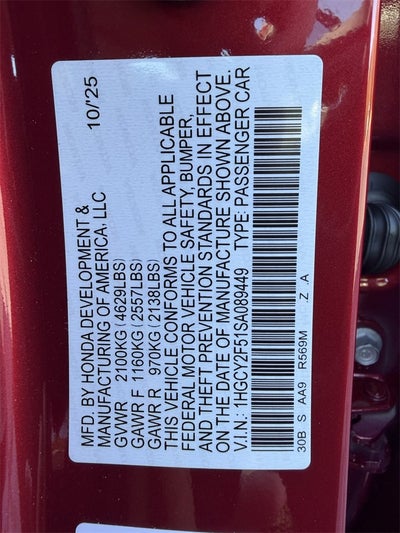 MFD. BY HONDA DEVELOPMENT & 10/'25
MANUFACTURING OF AMERICA, LLC
GVWR 2100KG (4629LBS)
GAWR F 1160KG (2557LBS)
GAWR R 970KG (2138LBS)
THIS VEHICLE CONFORMS TO ALL APPLICABLE
FEDERAL MOTOR VEHICLE SAFETY, BUMPER,
AND THEFT PREVENTION STANDARDS IN EFFECT
ON THE DATE OF MANUFACTURE SHOWN ABOVE.
V.I.N.: 1HGCY2F51SA089449 TYPE: PASSENGER CAR
30B S AA9 R569M .Z .A